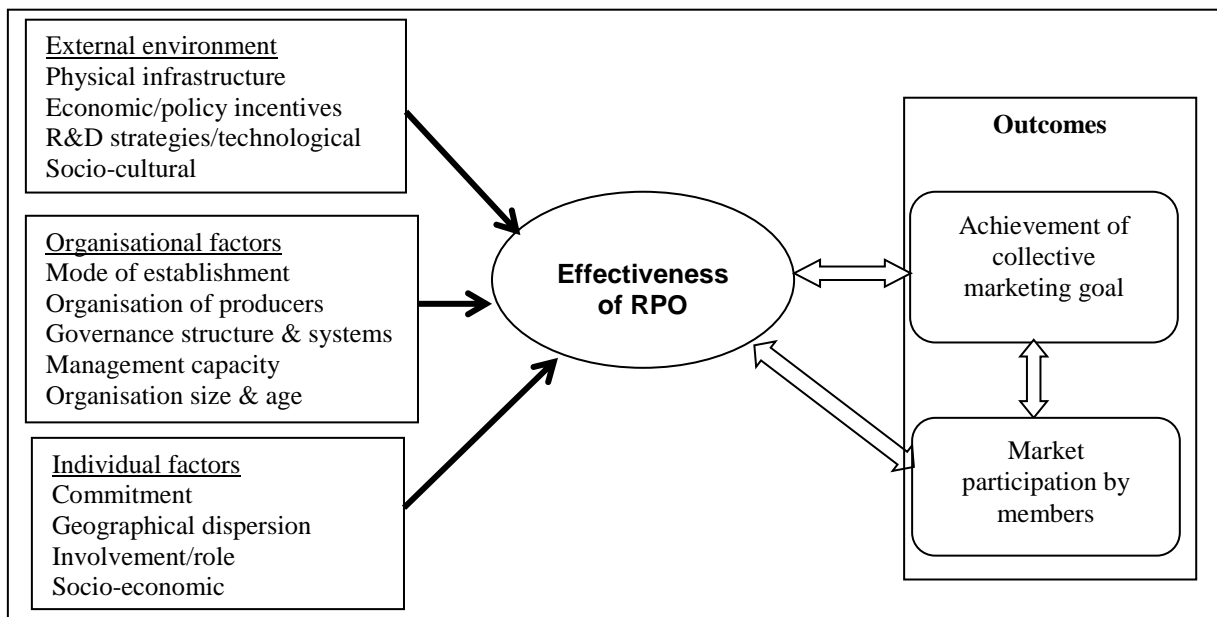 External environment
Physical infrastructure
Economic/policy incentives
R&D strategies/technological
Socio-cultural
Organisational factors
Mode of establishment
Organisation of producers
Governance structure & systems
Management capacity
Organisation size & age
Individual factors
Commitment
Geographical dispersion
Involvement/role
Socio-economic
Effectiveness
of RPO
Outcomes
Achievement of
collective
marketing goal
Market
participation by
members